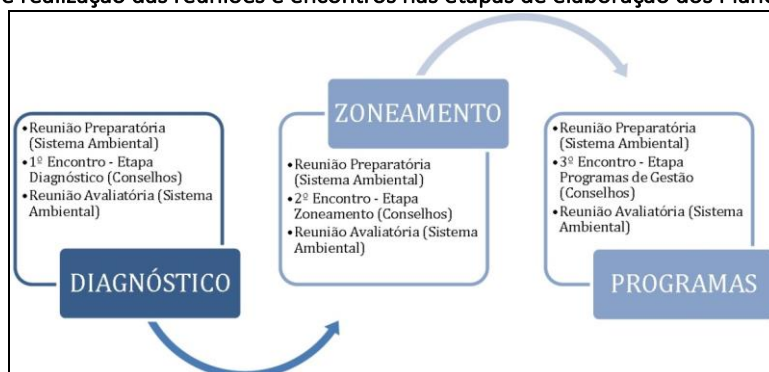 e realização das reuniões e encontros nas etapas de elaboração dos
•Reunião Preparatória
(Sistema Ambiental)
•1º Encontro - Etapa
Diagnóstico (Conselhos)
•Reunião Avaliatória (Sistema
Ambiental)
DIAGNÓSTICO
ZONEAMENTO
•Reunião Preparatória
(Sistema Ambiental)
•2º Encontro - Etapa
Zoneamento (Conselhos)
•Reunião Avaliatória (Sistema
Ambiental)
•Reunião Preparatória
(Sistema Ambiental)
•3º Encontro - Etapa
Programas de Gestão
(Conselhos)
•Reunião Avaliatória (Sistema
Ambiental)
PROGRAMAS